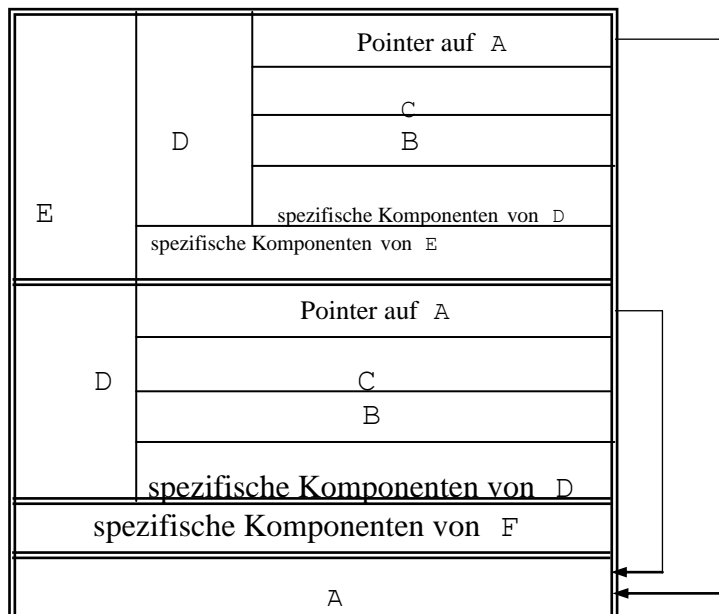 Pointer auf A
C
D
B
E
spezifische Komponenten von D
spezifische Komponenten von E
Pointer auf A
D
C
B
spezifische Komponenten von D
spezifische Komponenten von F
A